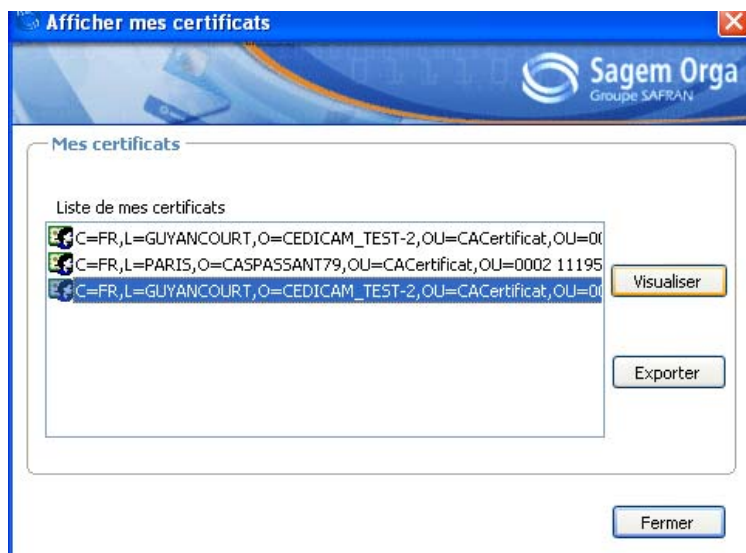 Afficher mes certificats
Sagem Orga
Groupe SAFRAN
Mes certificats
Liste de mes certificats
C=FR,L=GUYANCOURT,O=CEDICAM_TEST-2,OU=CACertificat,OU=00
C=FR,L=PARIS,O=CASPASSANT79,OU=CACertificat,OU=0002 11195
C=FR,L=GUYANCOURT,O=CEDICAM_TEST-2,OU=CACertificat,OU=00
Visualiser
Exporter
Fermer